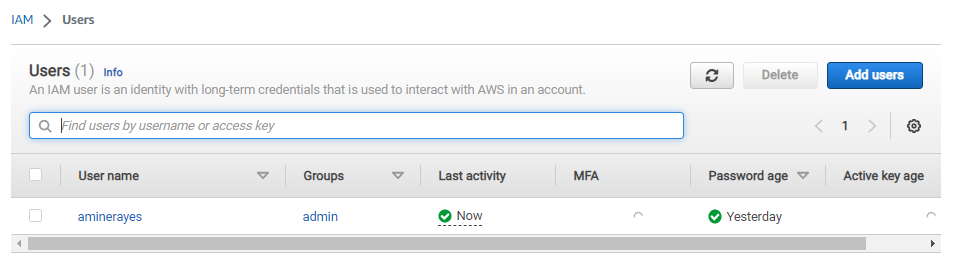 IAM > Users
Users (1) Info
An IAM user is an identity with long-term credentials that is used to interact with AWS in an account.
Delete
Add users
Find users by username or access key
1
User name Groups Last activity MFA Password age Active key age
aminerayes admin Now Yesterday